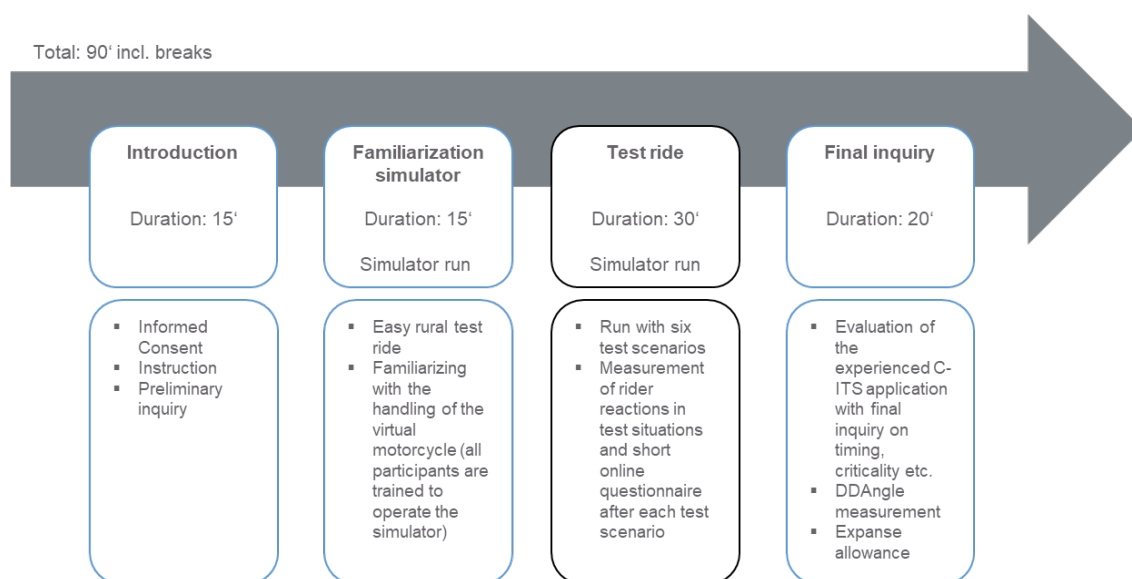 Total: 90‘ incl. breaks
Introduction
Duration: 15‘
Familiarization
simulator
Duration: 15‘
Simulator run
Test ride
Duration: 30‘
Simulator run
Final inquiry
Duration: 20‘
▪ Informed
Consent
▪ Instruction
▪ Preliminary
inquiry
▪ Easy rural test
ride
▪ Familiarizing
with the
handling of the
virtual
motorcycle (all
participants are
trained to
operate the
simulator)
▪ Run with six
test scenarios
▪ Measurement
of rider
reactions in
test situations
and short
online
questionnaire
after each test
scenario
▪ Evaluation of
the
experienced C-
ITS application
with final
inquiry on
timing,
criticality etc.
▪ DDAngle
measurement
▪ Expanse
allowance